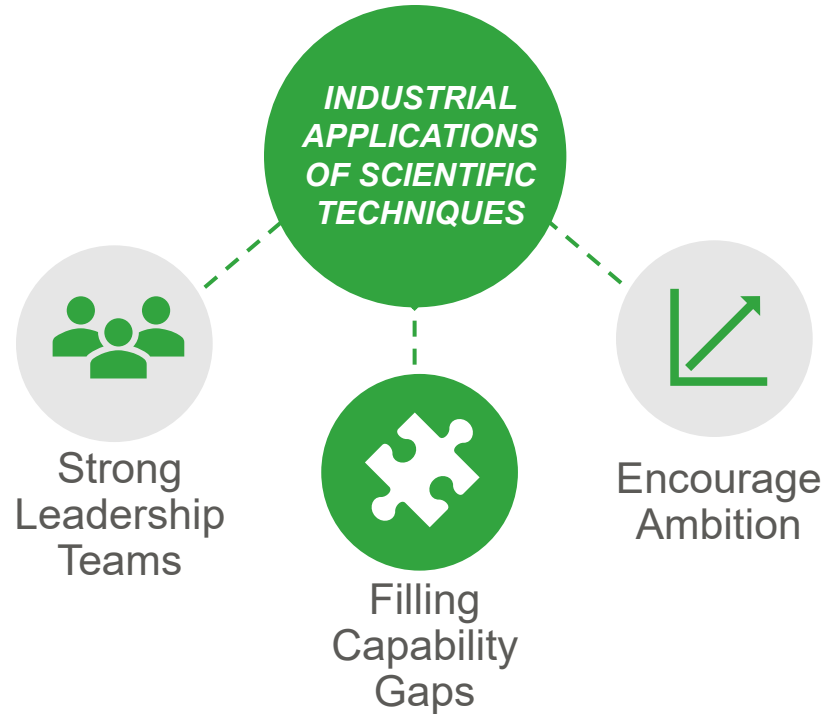 INDUSTRIAL
APPLICATIONS
OF SCIENTIFIC
TECHNIQUES
Strong
Leadership
Teams
Filling
Capability
Gaps
Encourage
Ambition